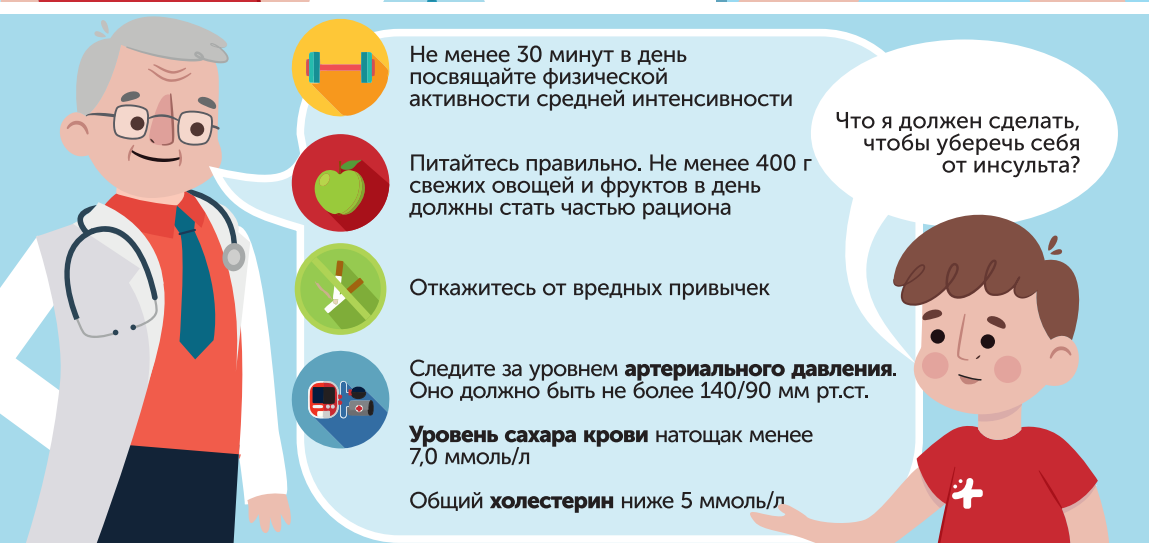 Что я должен сделать,
чтобы уберечь себя
от инсульта?
Не менее 30 минут в день
посвящайте физической
активности средней интенсивности
Питайтесь правильно. Не менее 400 г
свежих овощей и фруктов в день
должны стать частью рациона
Откажитесь от вредных привычек
Следите за уровнем артериального давления.
Оно должно быть не более 140/90 мм рт.ст.
Уровень сахара крови натощак менее
7,0 ммоль/л
Общий холестерин ниже 5 ммоль/л